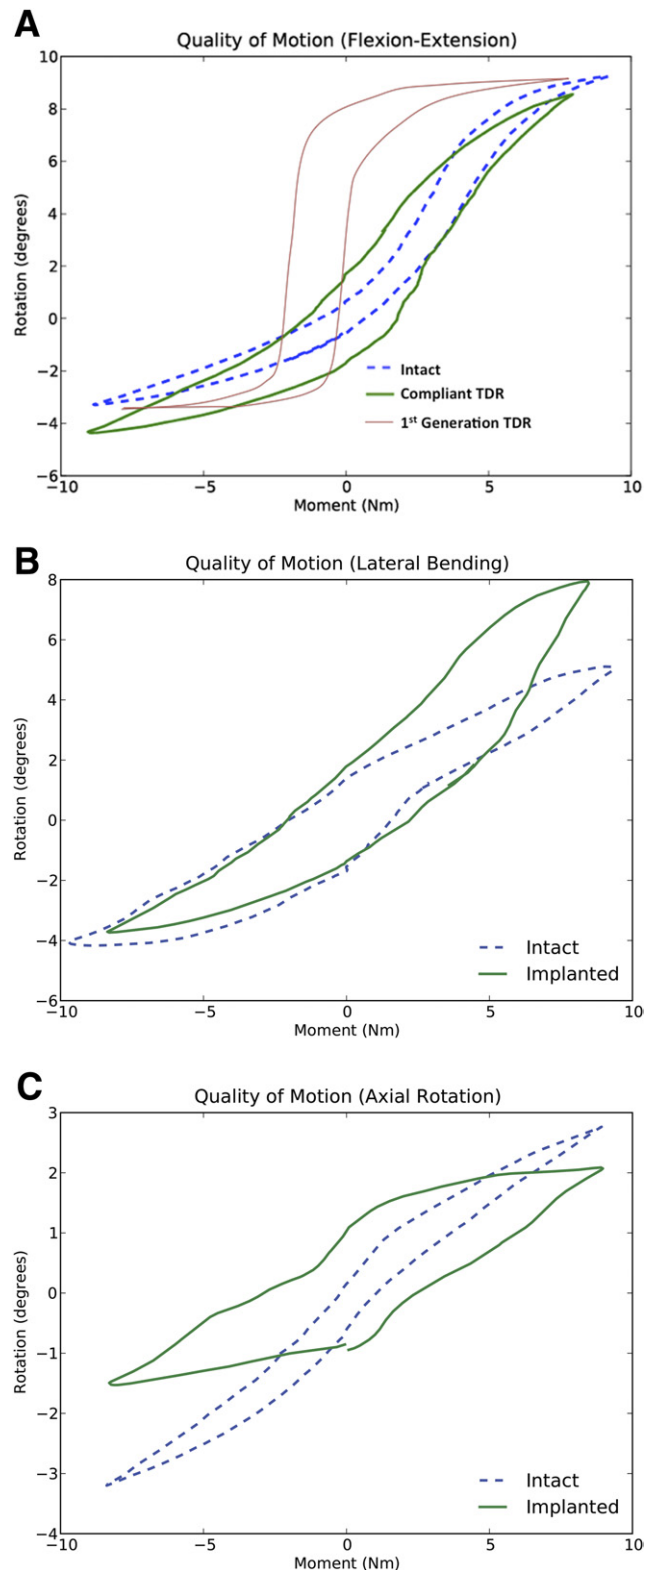 A
Quality of Motion (Flexion-Extension)
10
8
6
4
2
0
−2
−4
−6
Rotation (degrees)
Intact
Compliant TDR
1st Generation TDR
−10 −5 0 5 10
Moment (Nm)
B
Quality of Motion (Lateral Bending)
8
6
4
2
0
−2
−4
−6
Rotation (degrees)
Intact
Implanted
−10 −5 0 5 10
Moment (Nm)
C
Quality of Motion (Axial Rotation)
3
2
1
0
−1
−2
−3
−4
Rotation (degrees)
Intact
Implanted
−10 −5 0 5 10
Moment (Nm)